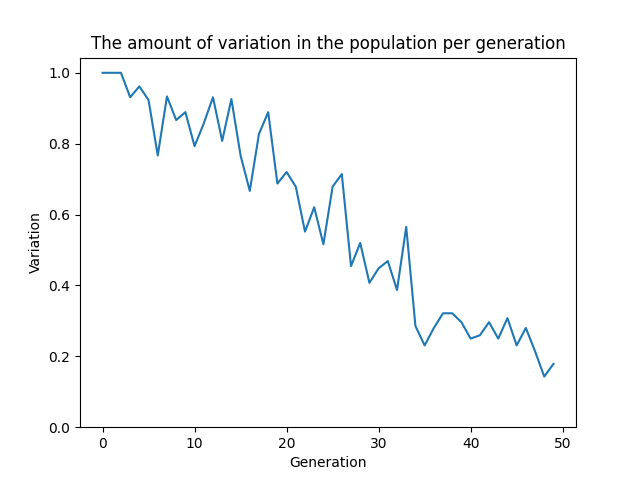 The amount of variation in the population per generation
1.0
0.8
0.6
0.4
0.2
0.0
Variation
0 10 20 30 40 50
Generation